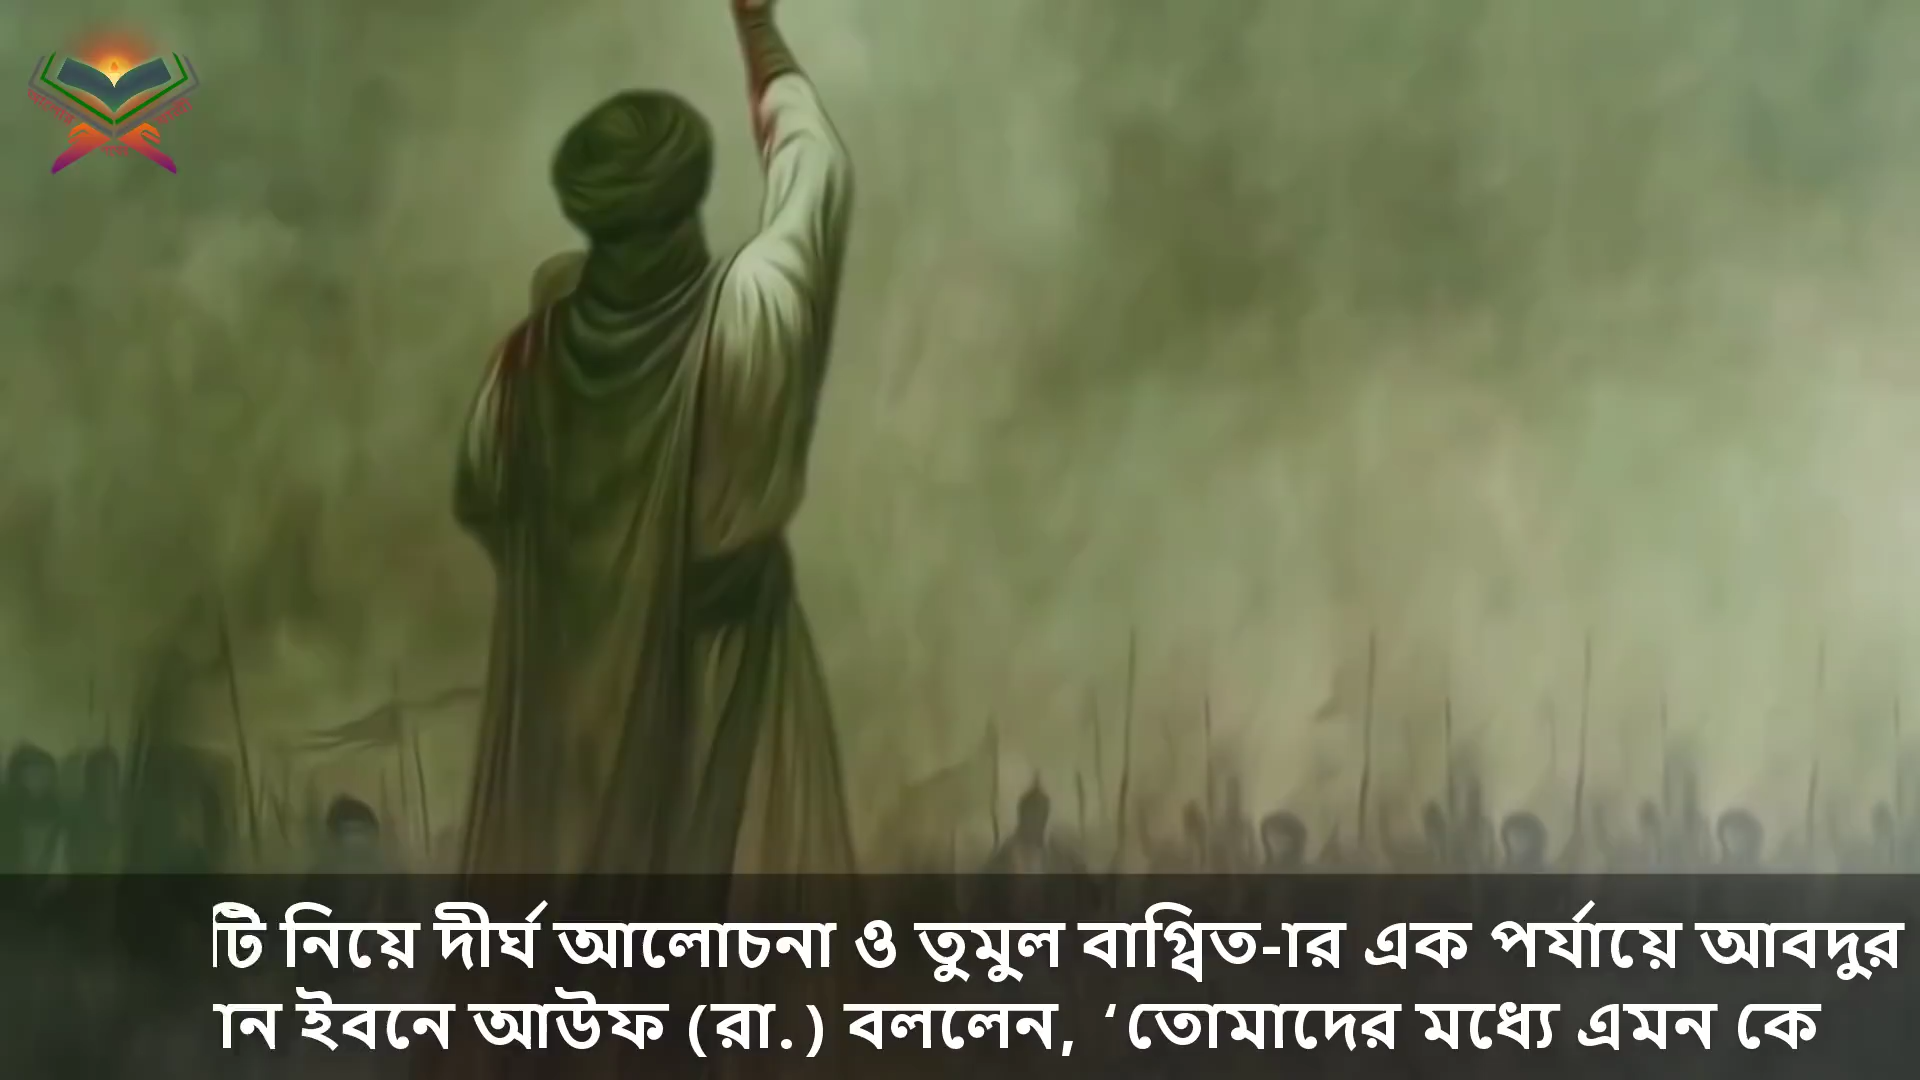 টি নিয়ে দীর্ঘ আলোচনা ও তুমুল বাগ্বিত-ার এক পর্যায়ে আবদুর
ান ইবনে আউফ (রা.) বললেন, ‘তোমাদের মধ্যে এমন কে